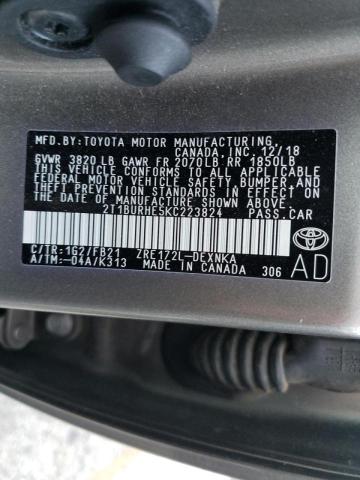 MFD. BY: TOYOTA MOTOR MANUFACTURING,
CANADA, INC. 12/18
GVWR 3820 LB GAWR FR 2070LB RR 1850LB
THIS VEHICLE CONFORMS TO ALL APPLICABLE
FEDERAL MOTOR VEHICLE SAFETY, BUMPER, AND
THEFT PREVENTION STANDARDS IN EFFECT ON THE
DATE OF MANUFACTURE SHOWN ABOVE.
2T1BURHE5KC223824 PASS.CAR
C/TR:1G2/FB21 ZRE172L-DEXNKA
A/TM:-04A/K313 MADE IN CANADA 306
AD
TOYOTA